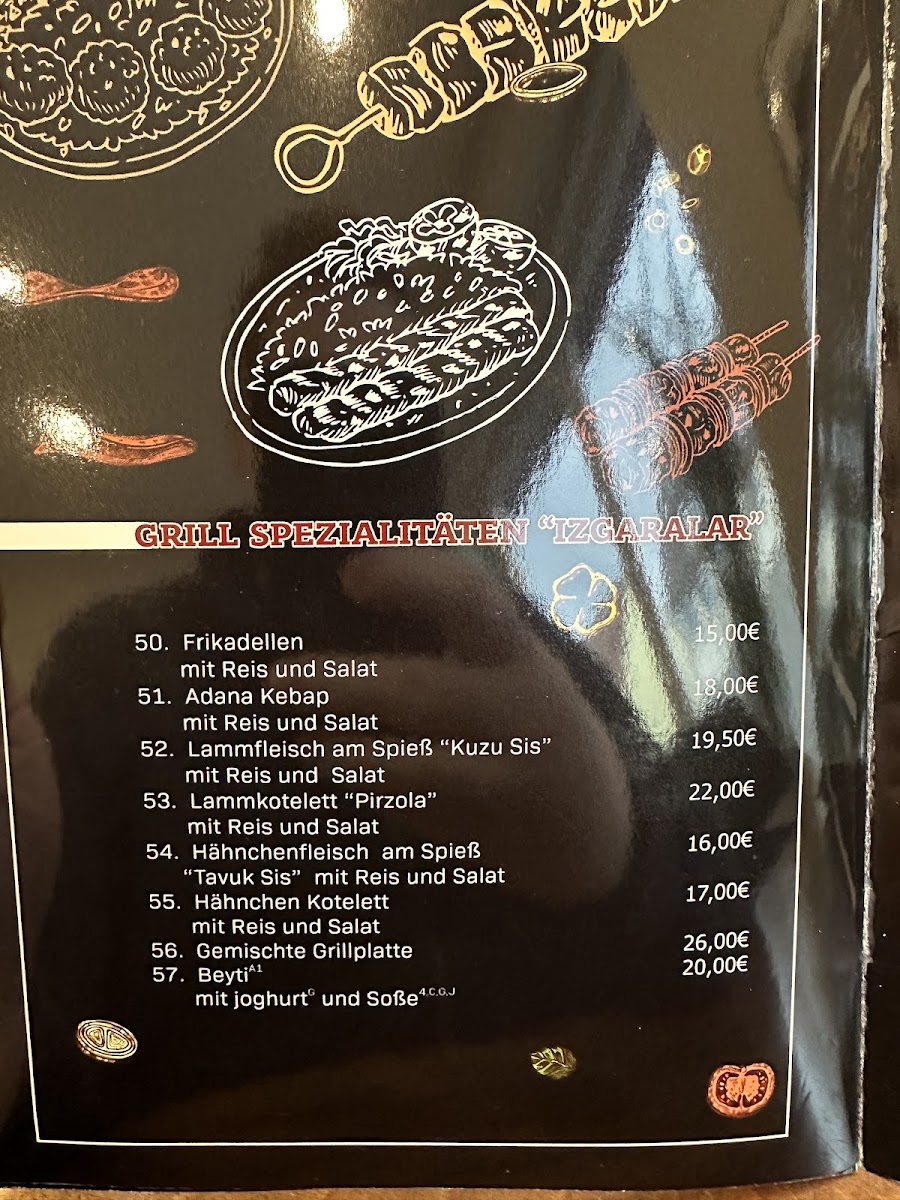 GRILL SPEZIALITÄTEN “IZGARALAR”
50. Frikadellen 15,00€
mit Reis und Salat
51. Adana Kebap 18,00€
mit Reis und Salat
52. Lammfleisch am Spieß “Kuzu Sis” 19,50€
mit Reis und Salat
53. Lammkotelett “Pirzola” 22,00€
mit Reis und Salat
54. Hähnchenfleisch am Spieß 16,00€
“Tavuk Sis” mit Reis und Salat
55. Hähnchen Kotelett 17,00€
mit Reis und Salat
56. Gemischte Grillplatte 26,00€
57. Beyti A1 20,00€
mit joghurt G und Soße 4,C,G,J